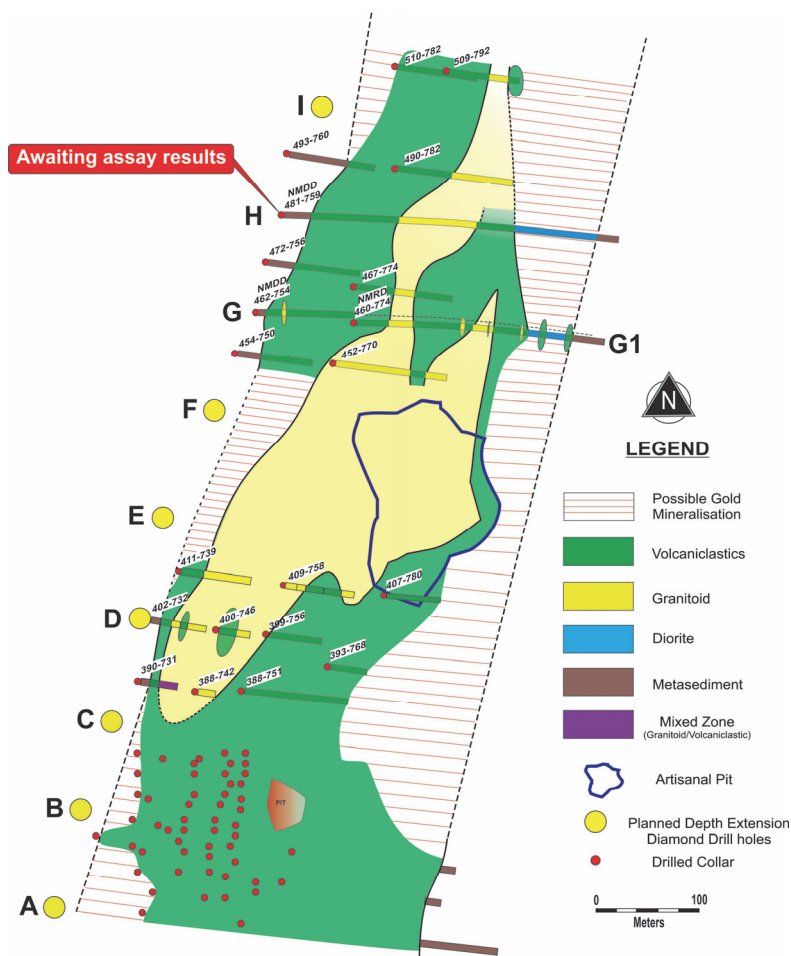 510-782
509-792
I
493-760
Awaiting assay results
490-782
NMDD
481-759
H
472-756
467-774
NMDD
462-754
NMRD
460-774
G
G1
454-750
452-770
F
N
LEGEND
Possible Gold
Mineralisation
Volcaniclastics
Granitoid
Diorite
Metasediment
Mixed Zone
(Granitoid/Volcaniclastic)
Artisanal Pit
Planned Depth Extension
Diamond Drill holes
Drilled Collar
0
100
Meters
E
411-739
409-758
407-780
402-732
D
400-746
399-756
393-768
390-731
388-742
388-751
C
PIT
B
A